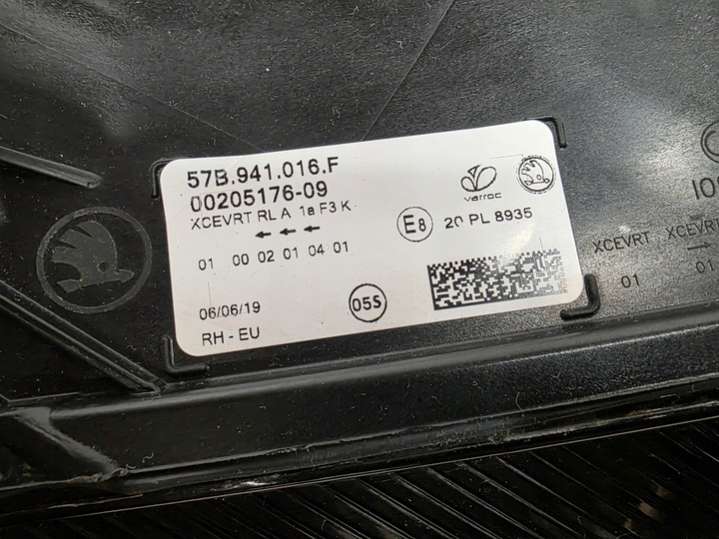 57B.941.016.F
00205176-09
XCEVRT RL A 1a F3 K
01 00 02 01 04 01
06/06/19
RH - EU
05S
varroc
E8
20 PL 8935
XCEVRT XCEVRT
01 01